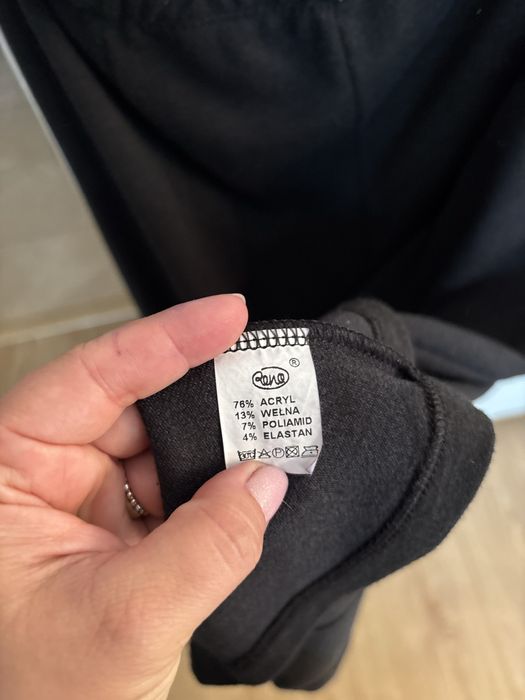 ®
76% ACRYL
13% WEŁNA
7% POLIAMID
4% ELASTAN